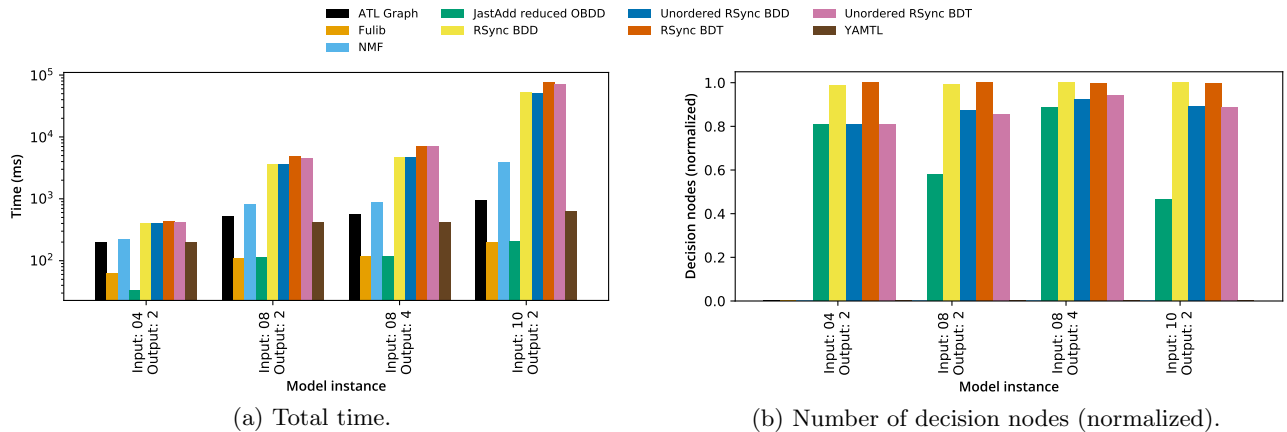 ATL Graph
Fulib
NMF
JastAdd reduced OBDD
RSync BDD
Unordered RSync BDD
RSync BDT
Unordered RSync BDT
YAMTL
Time (ms)
10^5
10^4
10^3
10^2
Input: 04
Output: 2
Input: 08
Output: 2
Input: 08
Output: 4
Input: 10
Output: 2
Model instance
(a) Total time.
Decision nodes (normalized)
1.0
0.8
0.6
0.4
0.2
0.0
Input: 04
Output: 2
Input: 08
Output: 2
Input: 08
Output: 4
Input: 10
Output: 2
Model instance
(b) Number of decision nodes (normalized).